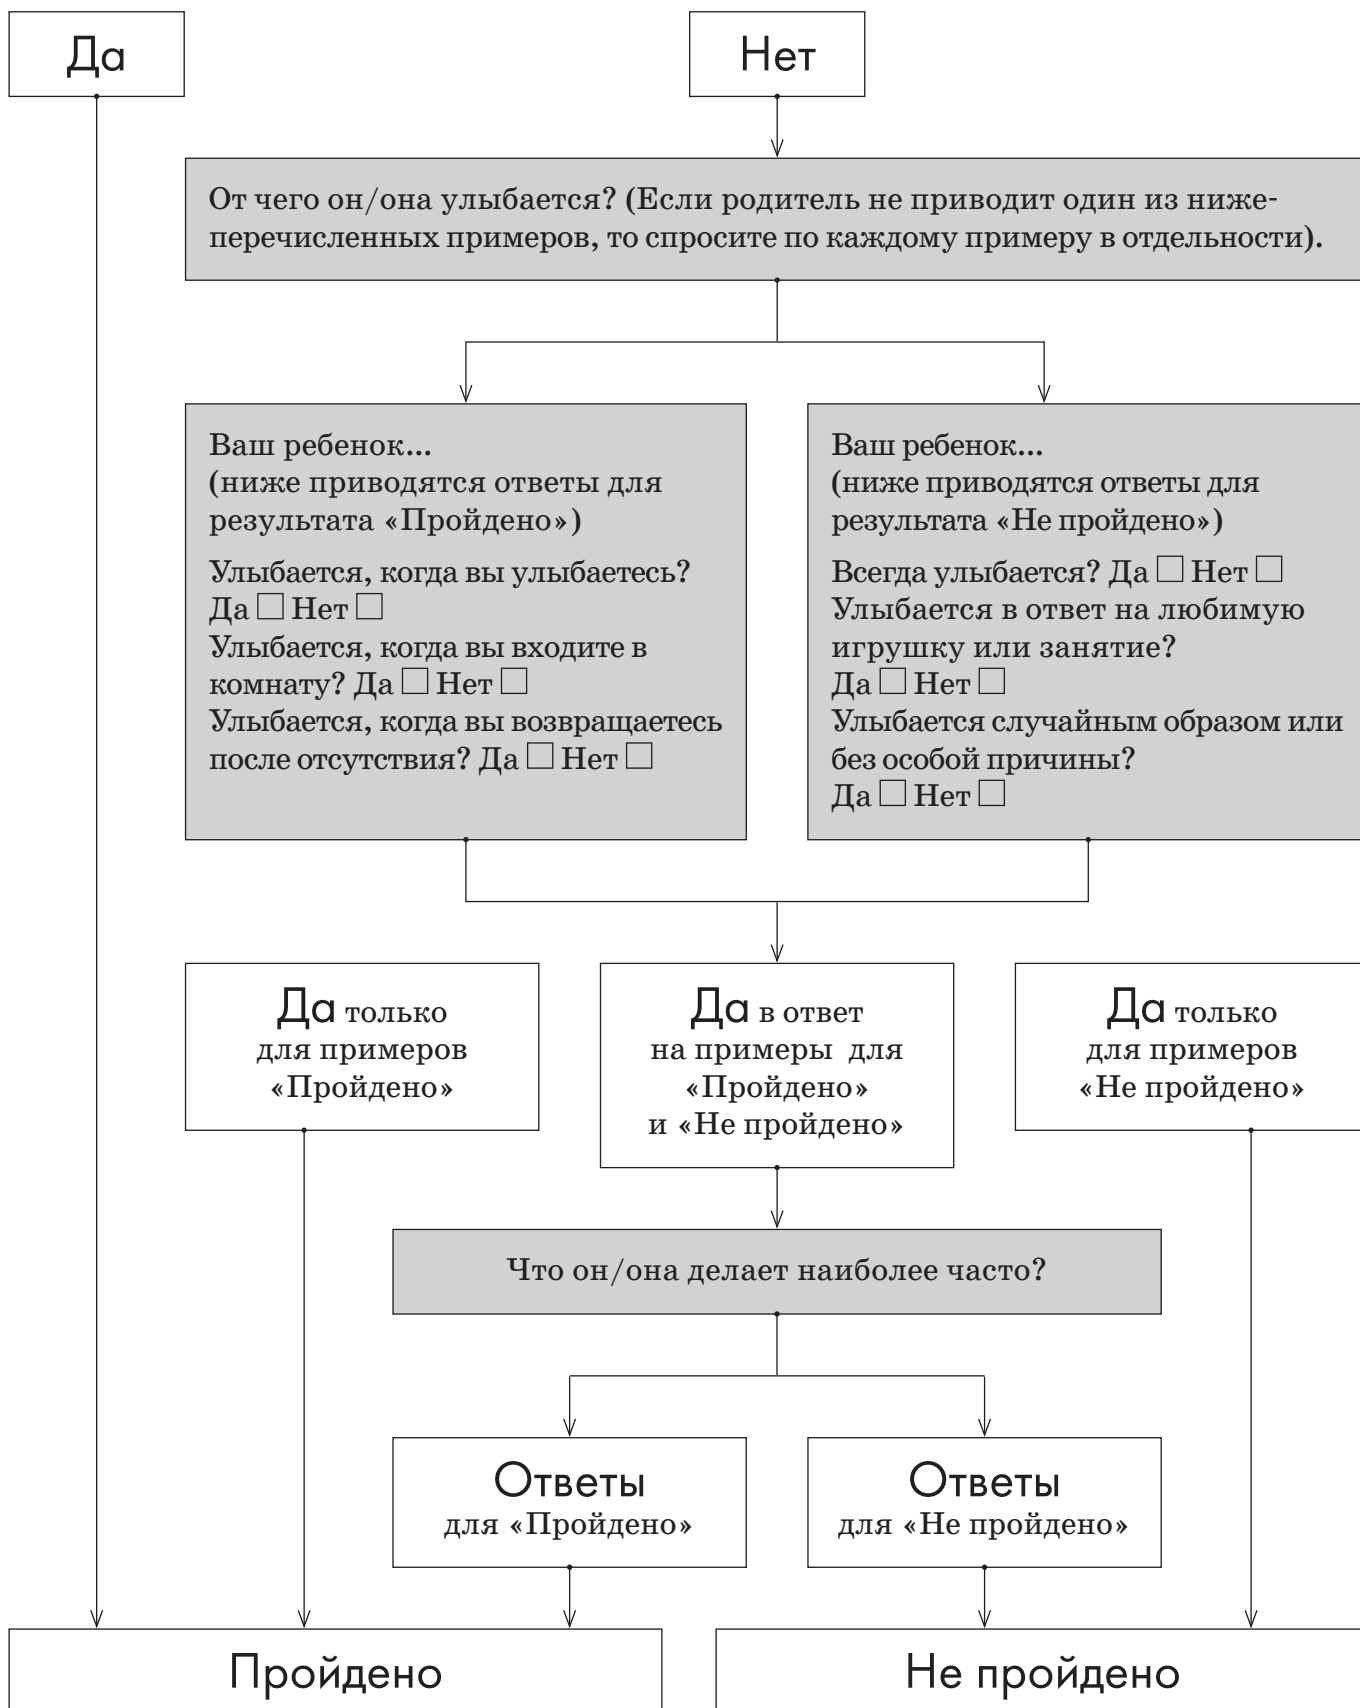 Да
Нет
От чего он/она улыбается? (Если родитель не приводит один из ниже-
перечисленных примеров, то спросите по каждому примеру в отдельности).
Ваш ребенок...
(ниже приводятся ответы для
результата «Пройдено»)
Улыбается, когда вы улыбаетесь?
Да □ Нет □
Улыбается, когда вы входите в
комнату? Да □ Нет □
Улыбается, когда вы возвращаетесь
после отсутствия? Да □ Нет □
Ваш ребенок...
(ниже приводятся ответы для
результата «Не пройдено»)
Всегда улыбается? Да □ Нет □
Улыбается в ответ на любимую
игрушку или занятие?
Да □ Нет □
Улыбается случайным образом или
без особой причины?
Да □ Нет □
Да только
для примеров
«Пройдено»
Да в ответ
на примеры для
«Пройдено»
и «Не пройдено»
Да только
для примеров
«Не пройдено»
Что он/она делает наиболее часто?
Ответы
для «Пройдено»
Ответы
для «Не пройдено»
Пройдено
Не пройдено